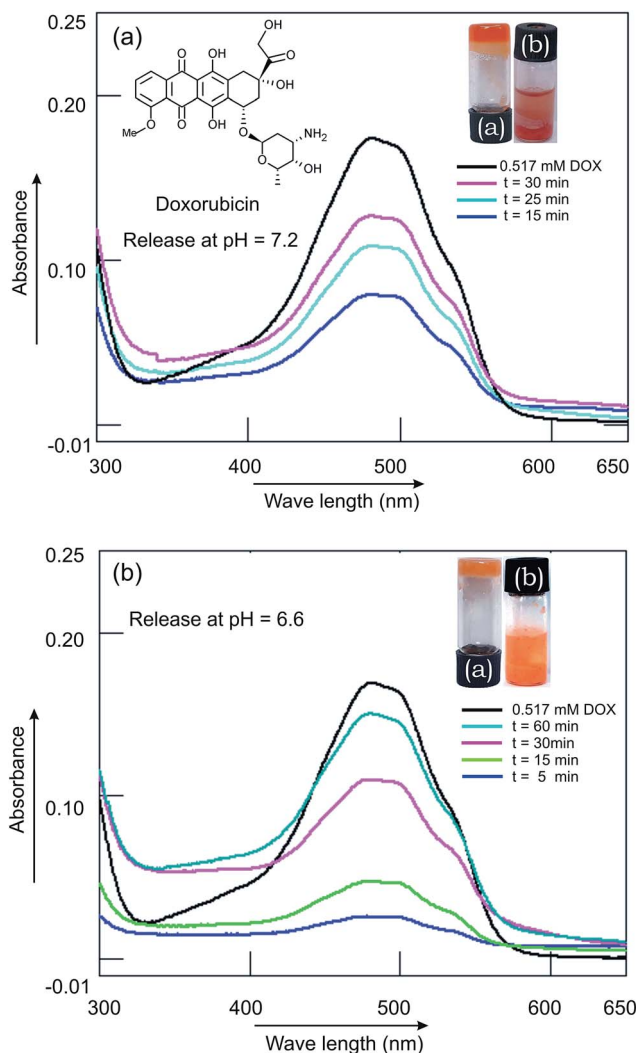 0.25
(a)
OH
O
OH
O
OH
OH
O
OMe
O
OH
O
NH2
O
OH
0.20
(a)
(b)
0.517 mM DOX
t = 30 min
t = 25 min
t = 15 min
Doxorubicin
Release at pH = 7.2
Absorbance
0.10
-0.01
300 400 500 600 650
Wave length (nm)
0.25
(b)
Release at pH = 6.6
0.20
(a)
(b)
0.517 mM DOX
t = 60 min
t = 30min
t = 15 min
t = 5 min
Absorbance
0.10
-0.01
300 400 500 600 650
Wave length (nm)